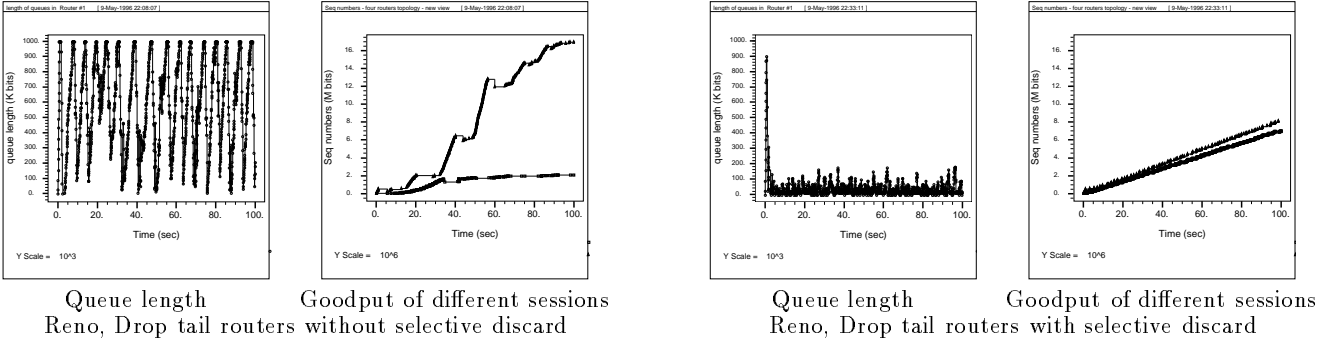 length of queues in Router #1 [ 9-May-1996 22:08:07 ]
queue length (K bits)
1000.
900.
800.
700.
600.
500.
400.
300.
200.
100.
0.
0. 20. 40. 60. 80. 100.
Time (sec)
Y Scale = 10^3
Seq numbers - four routers topology - new view [ 9-May-1996 22:08:07 ]
Seq numbers (M bits)
16.
14.
12.
10.
8.
6.
4.
2.
0.
0. 20. 40. 60. 80. 100.
Time (sec)
Y Scale = 10^6
Queue length
Goodput of different sessions
Reno, Drop tail routers without selective discard
length of queues in Router #1 [ 9-May-1996 22:33:11 ]
queue length (K bits)
1000.
900.
800.
700.
600.
500.
400.
300.
200.
100.
0.
0. 20. 40. 60. 80. 100.
Time (sec)
Y Scale = 10^3
Seq numbers - four routers topology - new view [ 9-May-1996 22:33:11 ]
Seq numbers (M bits)
16.
14.
12.
10.
8.
6.
4.
2.
0.
0. 20. 40. 60. 80. 100.
Time (sec)
Y Scale = 10^6
Queue length
Goodput of different sessions
Reno, Drop tail routers with selective discard